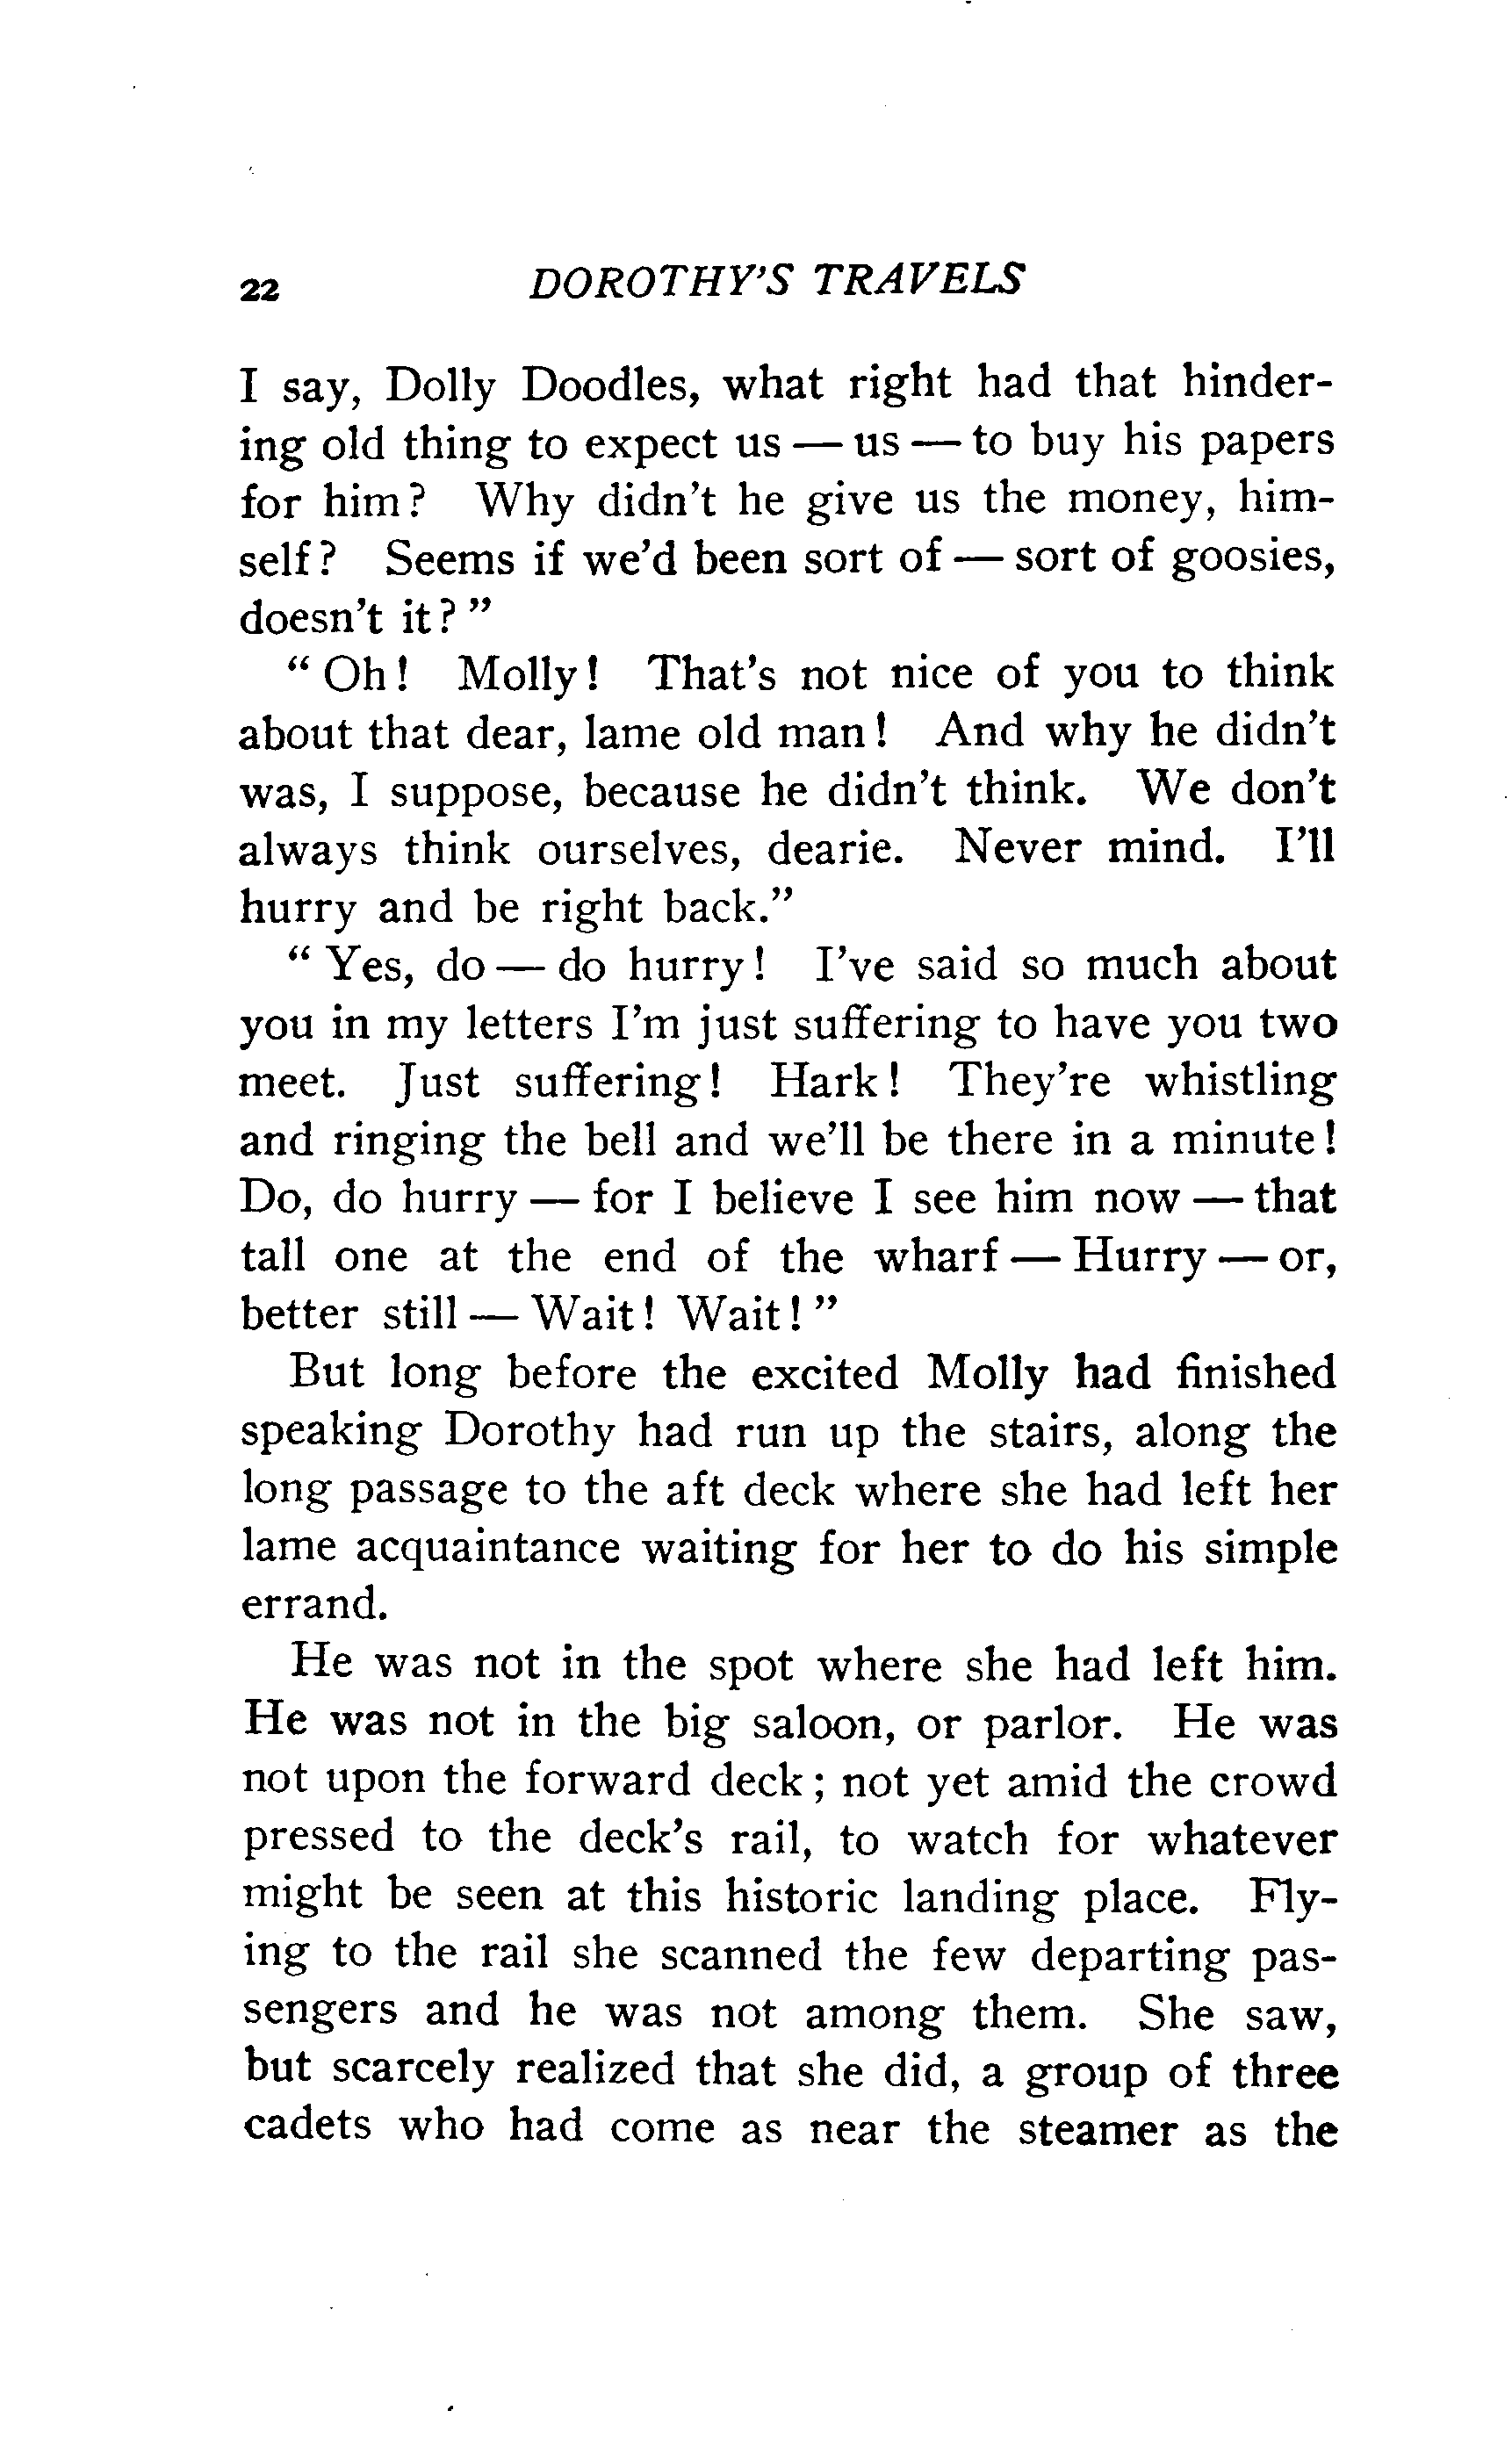 22 DOROTHY'S TRAVELS
I say, Dolly Doodles, what right had that hinder-
ing old thing to expect us — us — to buy his papers
for him? Why didn't he give us the money, him-
self? Seems if we'd been sort of — sort of goosies,
doesn't it?"
"Oh! Molly! That's not nice of you to think
about that dear, lame old man! And why he didn't
was, I suppose, because he didn't think. We don't
always think ourselves, dearie. Never mind. I'll
hurry and be right back."
"Yes, do — do hurry! I've said so much about
you in my letters I'm just suffering to have you two
meet. Just suffering! Hark! They're whistling
and ringing the bell and we'll be there in a minute!
Do, do hurry — for I believe I see him now — that
tall one at the end of the wharf — Hurry — or,
better still — Wait! Wait!"
But long before the excited Molly had finished
speaking Dorothy had run up the stairs, along the
long passage to the aft deck where she had left her
lame acquaintance waiting for her to do his simple
errand.
He was not in the spot where she had left him.
He was not in the big saloon, or parlor. He was
not upon the forward deck; not yet amid the crowd
pressed to the deck's rail, to watch for whatever
might be seen at this historic landing place. Fly-
ing to the rail she scanned the few departing pas-
sengers and he was not among them. She saw,
but scarcely realized that she did, a group of three
cadets who had come as near the steamer as the